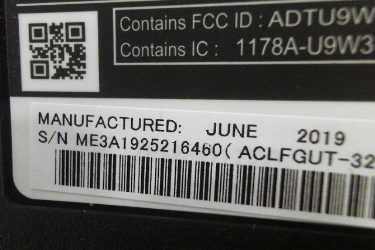 Contains FCC ID : ADTU9W
Contains IC : 1178A-U9W3
MANUFACTURED: JUNE 2019
S/N ME3A1925216460( ACLFGUT-32